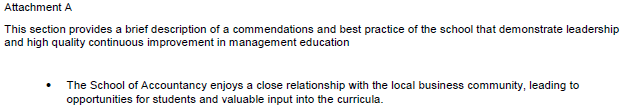 Attachment A
This section provides a brief description of a commendations and best practice of the school that demonstrate leadership
and high quality continuous improvement in management education
• The School of Accountancy enjoys a close relationship with the local business community, leading to
opportunities for students and valuable input into the curricula.